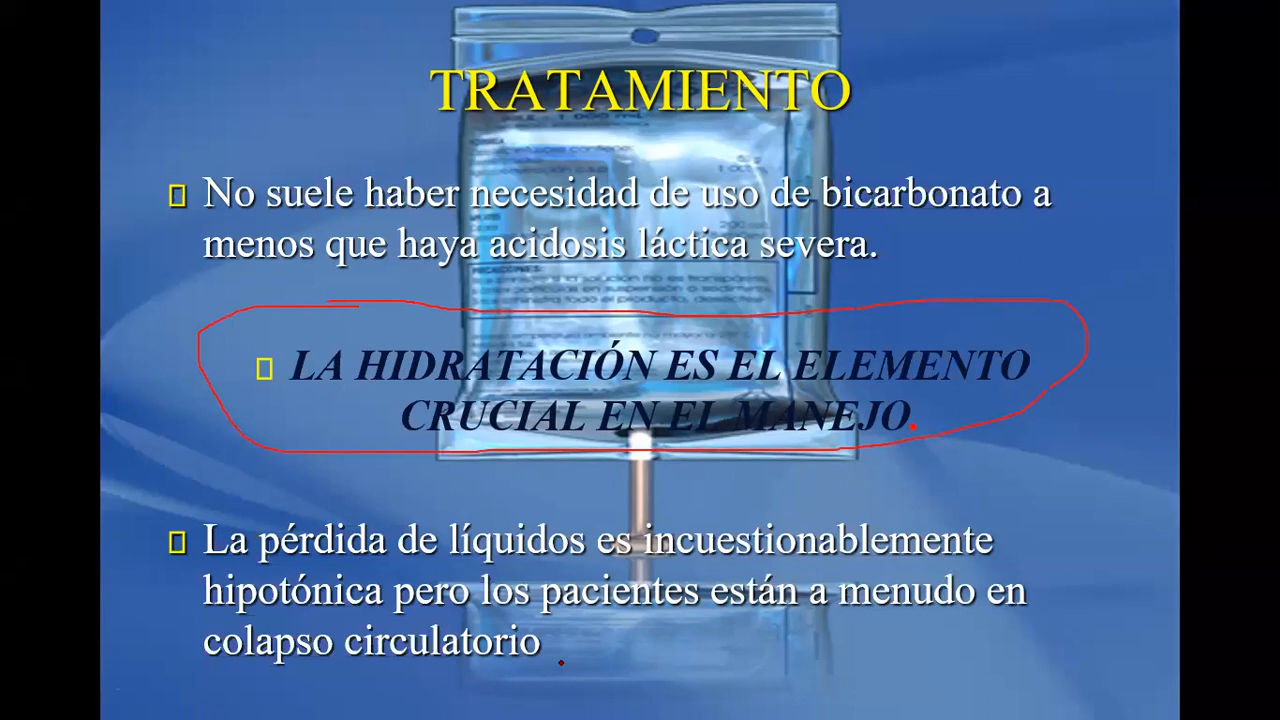 TRATAMIENTO
No suele haber necesidad de uso de bicarbonato a
menos que haya acidosis láctica severa.
LA HIDRATACIÓN ES EL ELEMENTO
CRUCIAL EN EL MANEJO.
La pérdida de líquidos es incuestionablemente
hipotónica pero los pacientes están a menudo en
colapso circulatorio